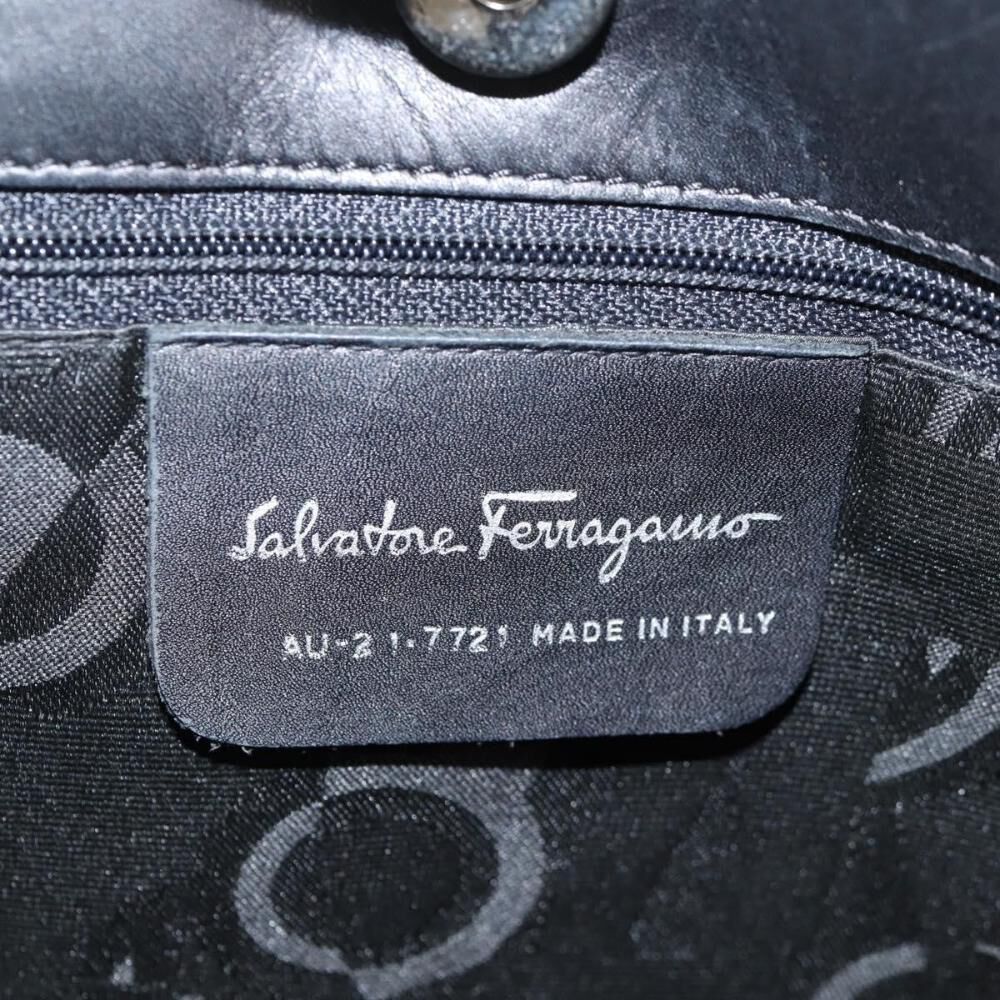 Salvatore Ferragamo
AU-21.7721 MADE IN ITALY